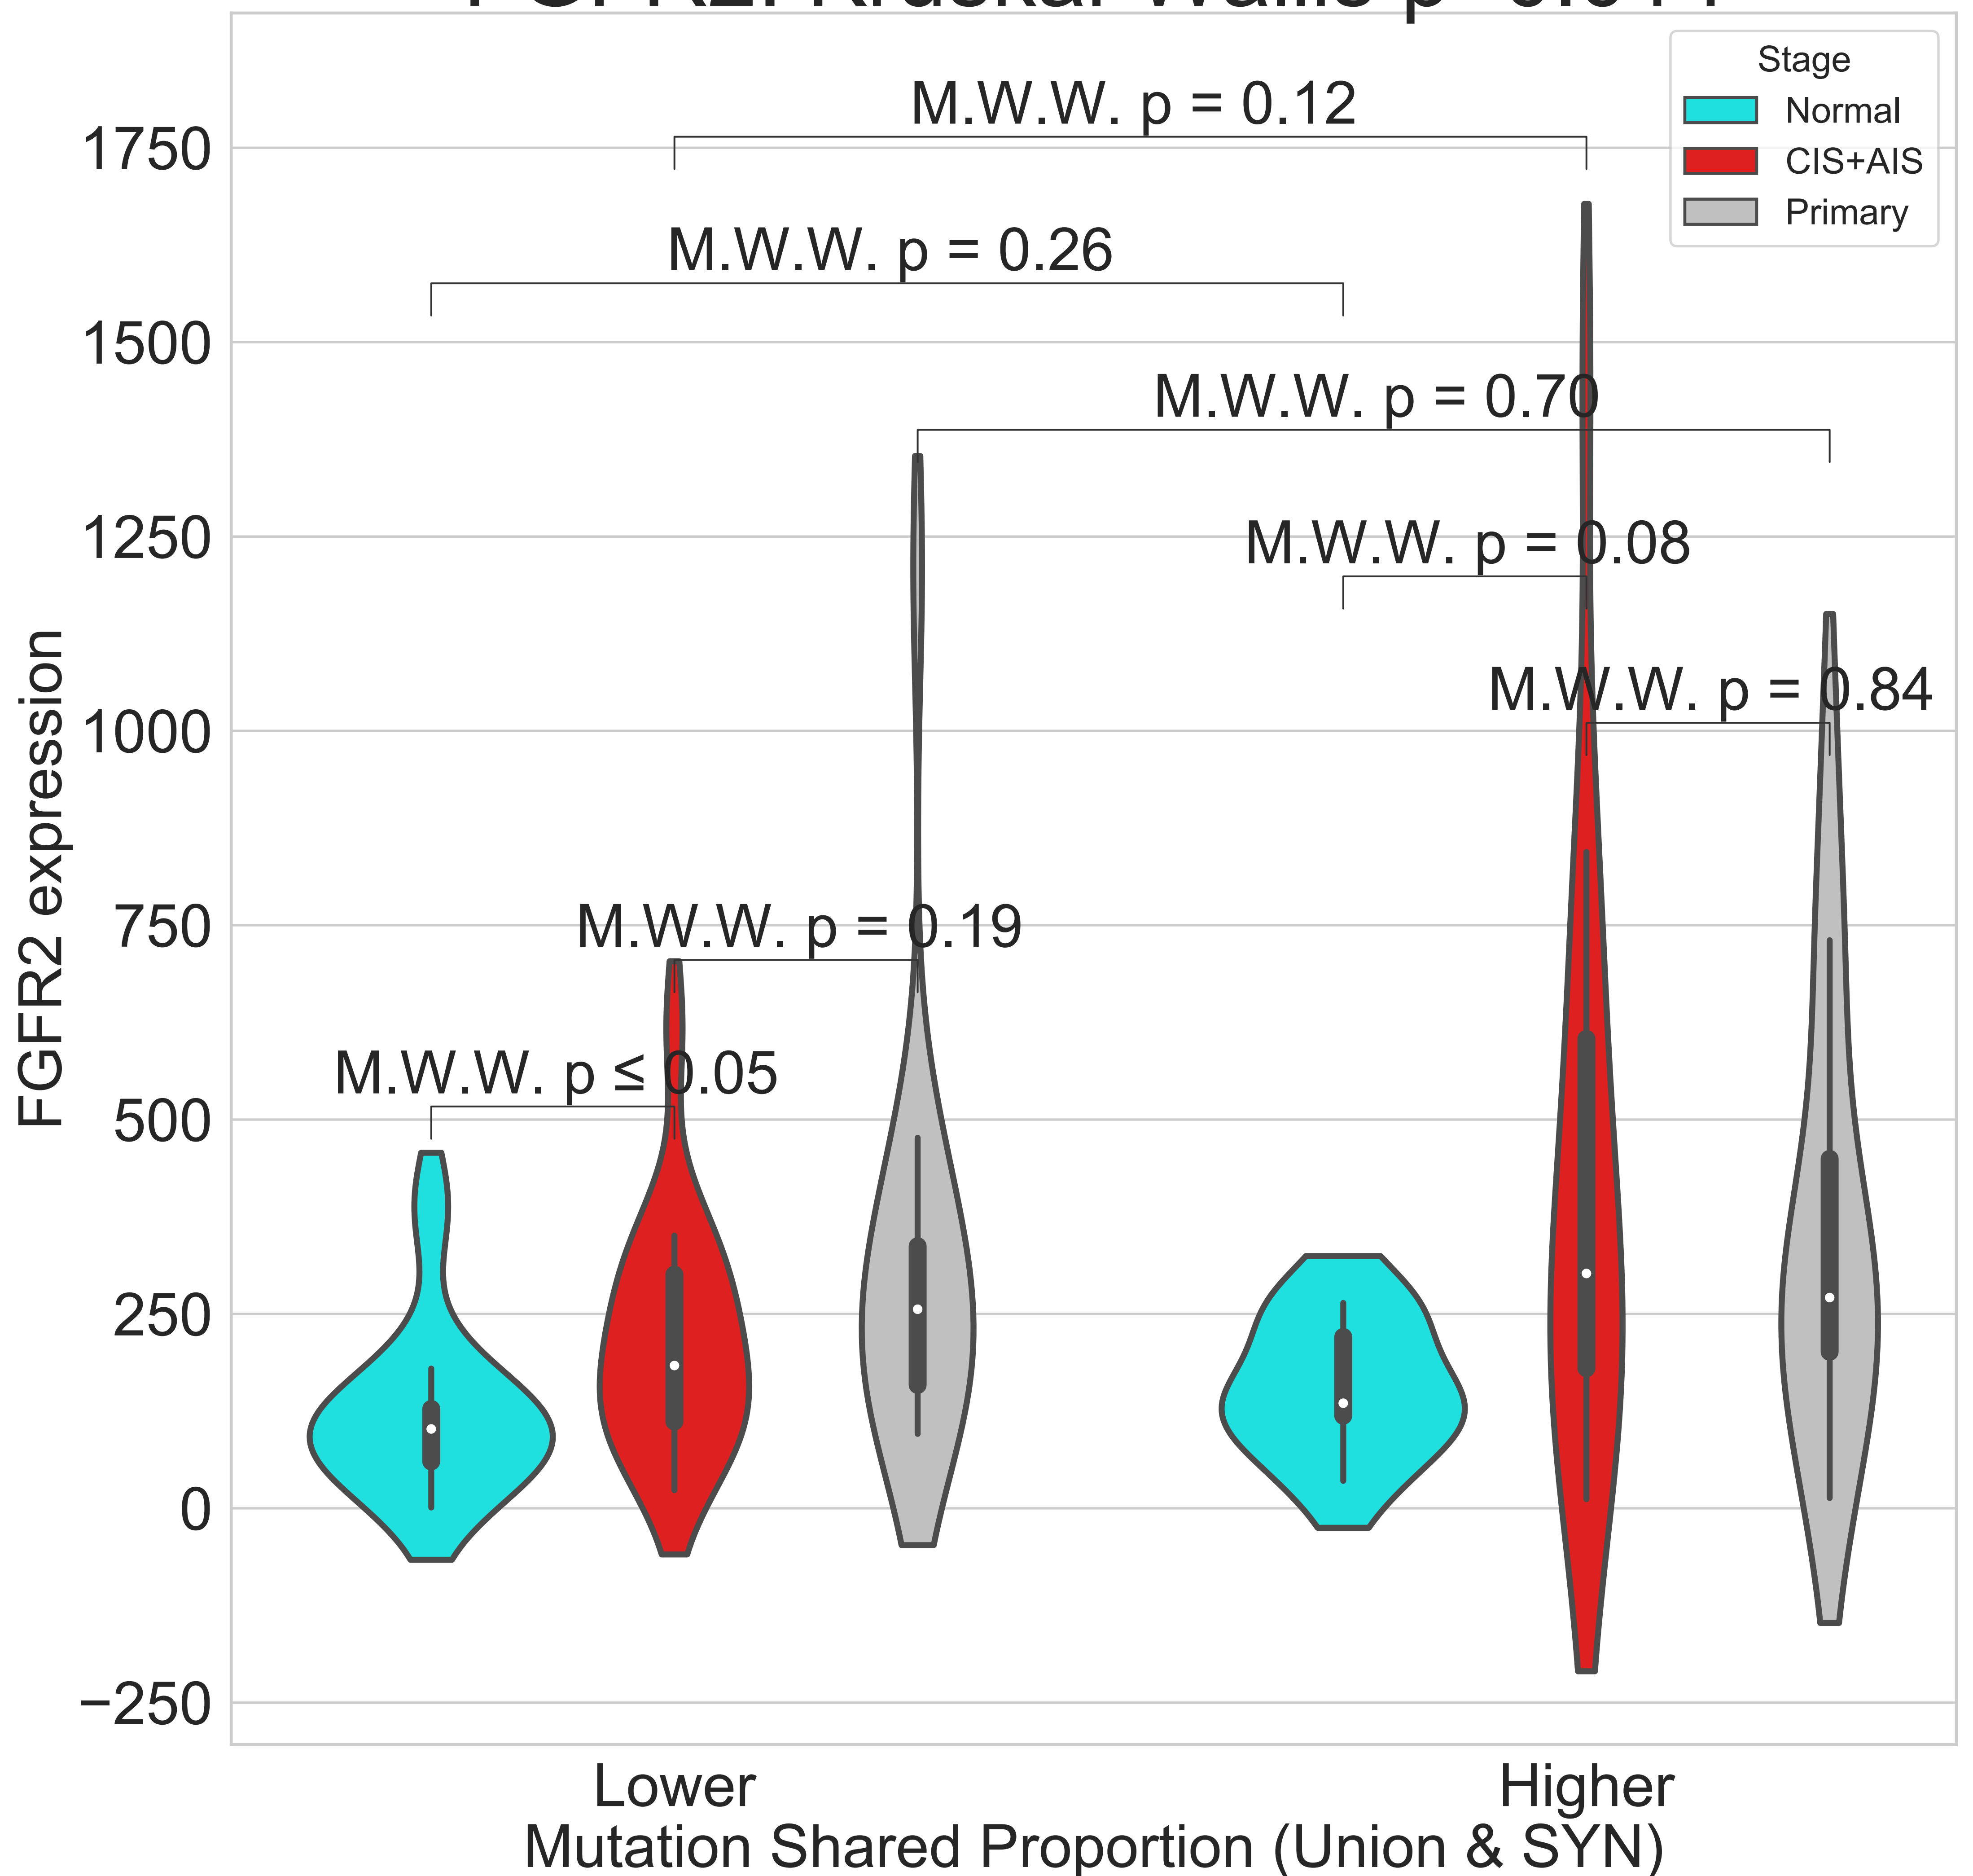 Stage
Normal
CIS+AIS
Primary
M.W.W. p = 0.12
M.W.W. p = 0.26
M.W.W. p = 0.70
M.W.W. p = 0.08
M.W.W. p = 0.84
M.W.W. p = 0.19
M.W.W. p ≤ 0.05
1750
1500
1250
1000
750
500
250
0
−250
FGFR2 expression
Lower
Higher
Mutation Shared Proportion (Union & SYN)